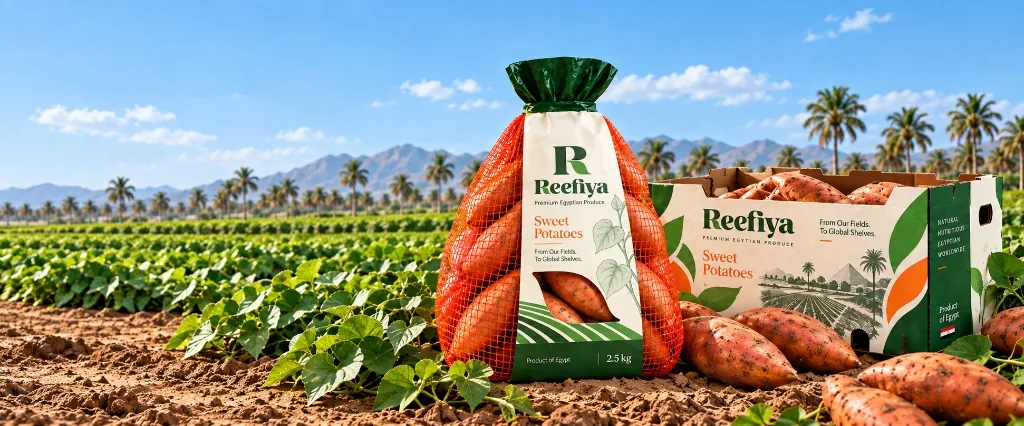 R
Reefiya
Premium Egyptian Produce
Sweet
Potatoes
From Our Fields.
To Global Shelves.
Product of Egypt
2.5 kg
Reefiya
PREMIUM EGYTIAN PRODUCE
Sweet
Potatoes
From Our Fields.
To Global Shelves.
NATURAL
NUTRITIOUS
EGYPTIAN
WORLDWIDE
Product
of Egypt